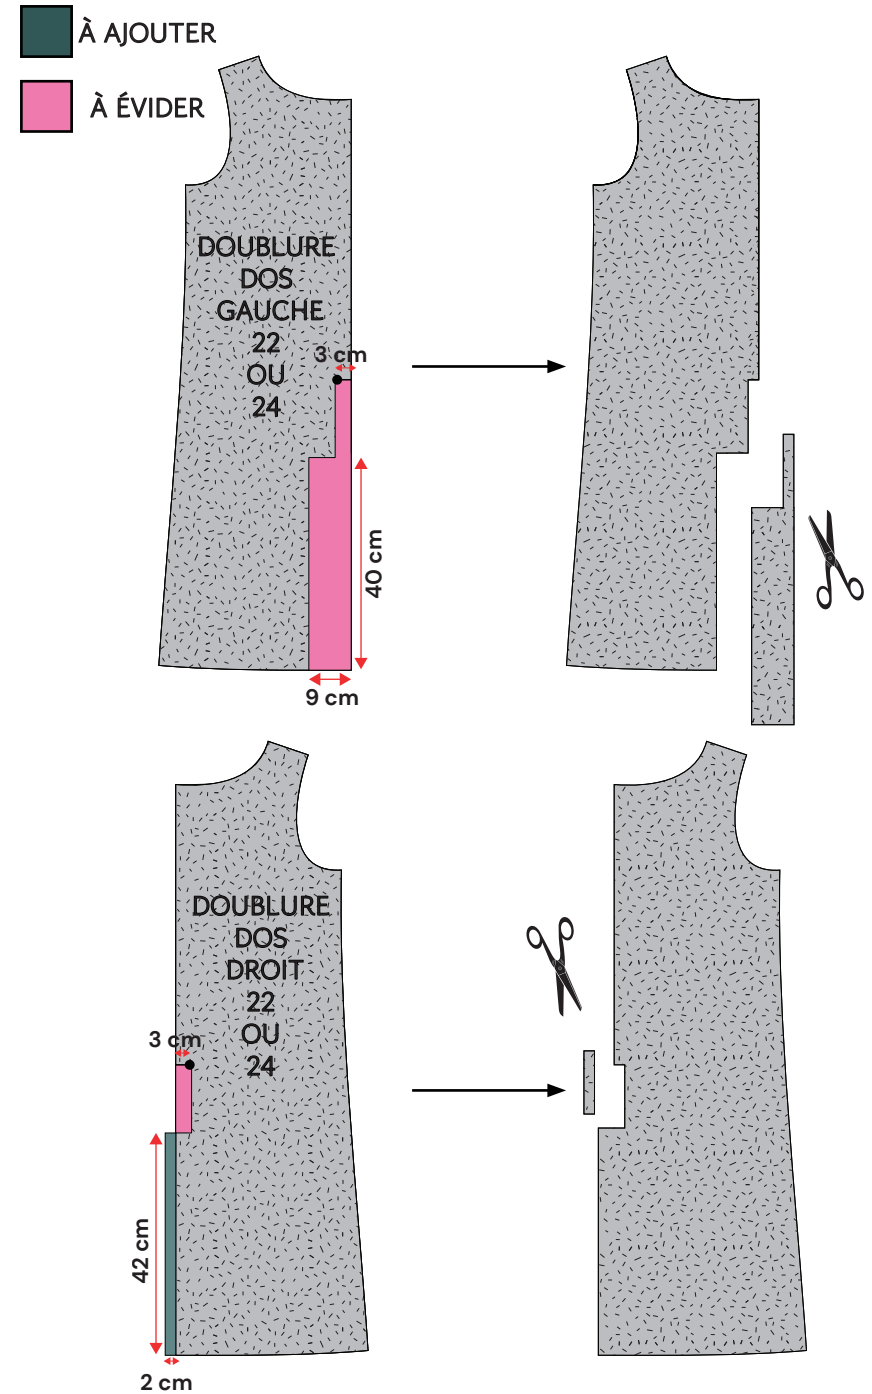 À AJOUTER
À ÉVIDER
DOUBLURE
DOS
GAUCHE
22
OU
24
3 cm
40 cm
9 cm
DOUBLURE
DOS
DROIT
22
OU
24
3 cm
42 cm
2 cm